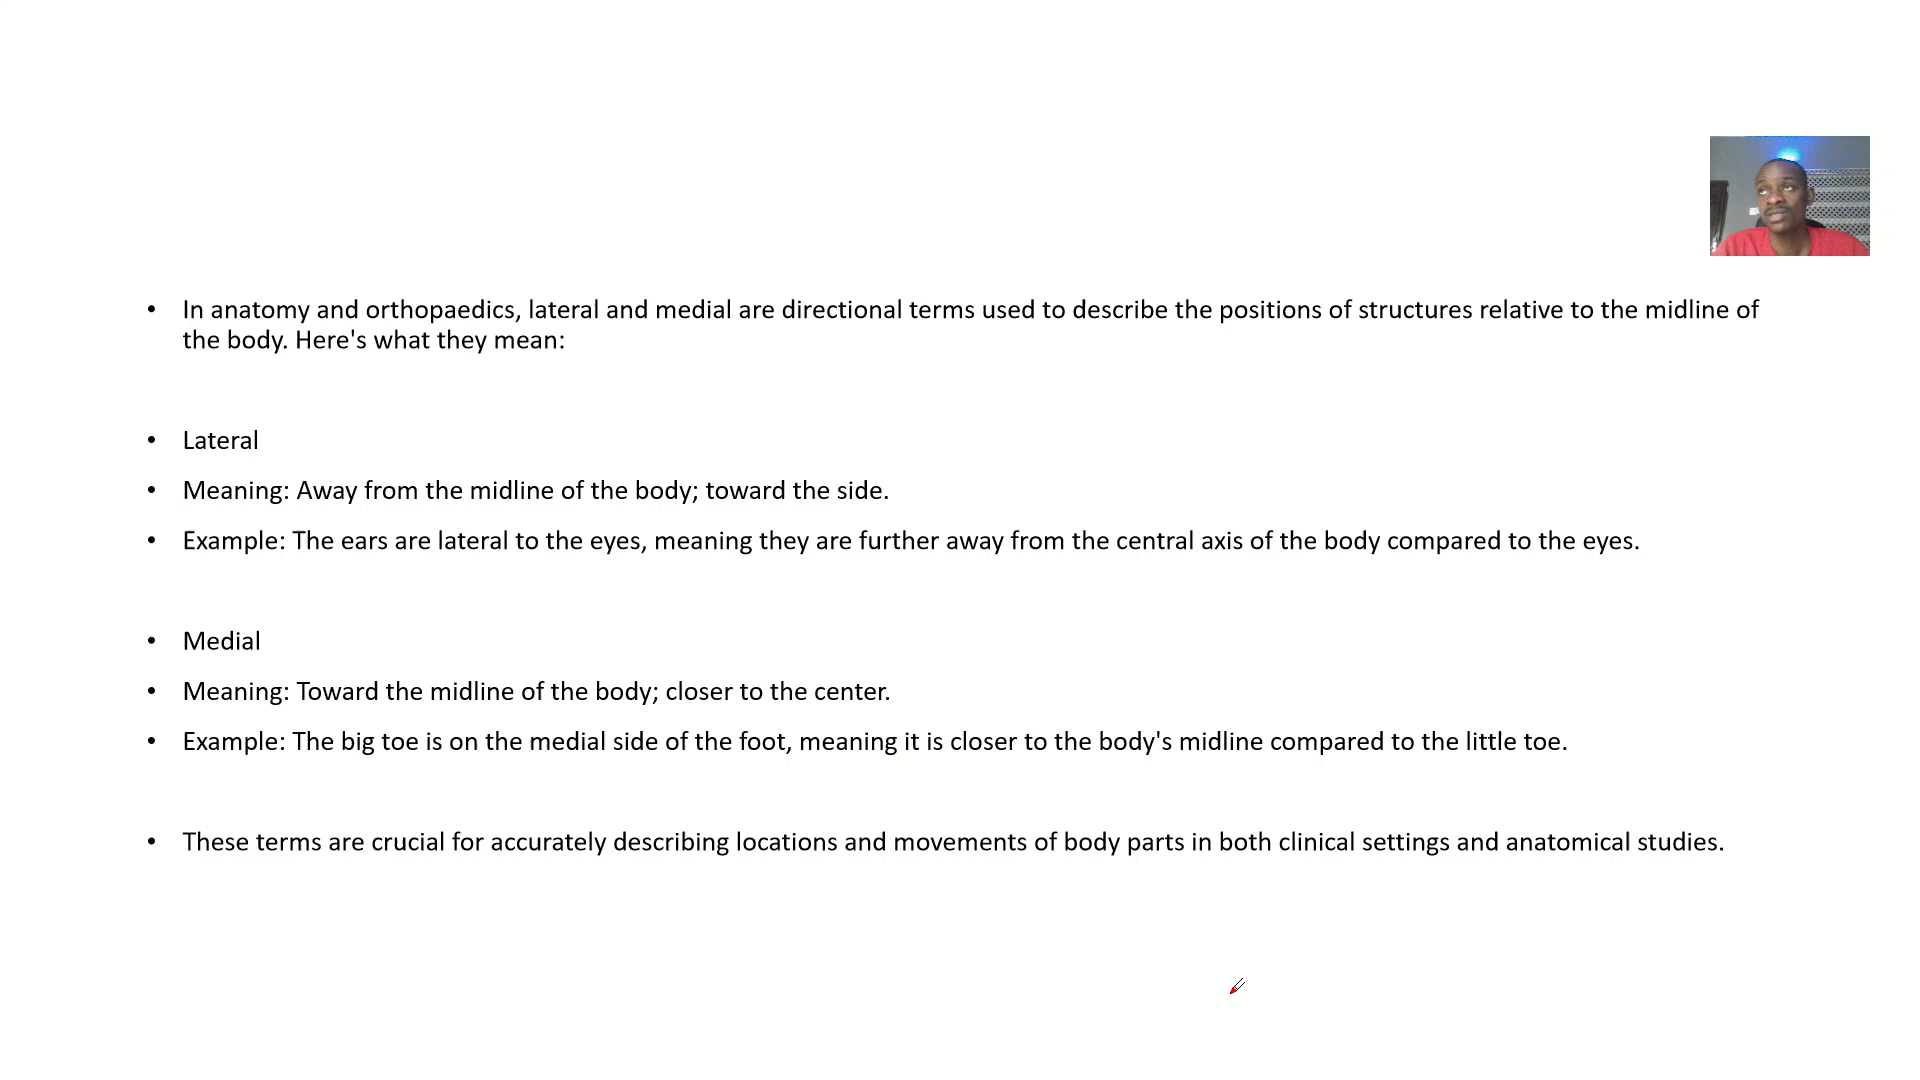 • In anatomy and orthopaedics, lateral and medial are directional terms used to describe the positions of structures relative to the midline of
the body. Here's what they mean:
• Lateral
• Meaning: Away from the midline of the body; toward the side.
• Example: The ears are lateral to the eyes, meaning they are further away from the central axis of the body compared to the eyes.
• Medial
• Meaning: Toward the midline of the body; closer to the center.
• Example: The big toe is on the medial side of the foot, meaning it is closer to the body's midline compared to the little toe.
• These terms are crucial for accurately describing locations and movements of body parts in both clinical settings and anatomical studies.